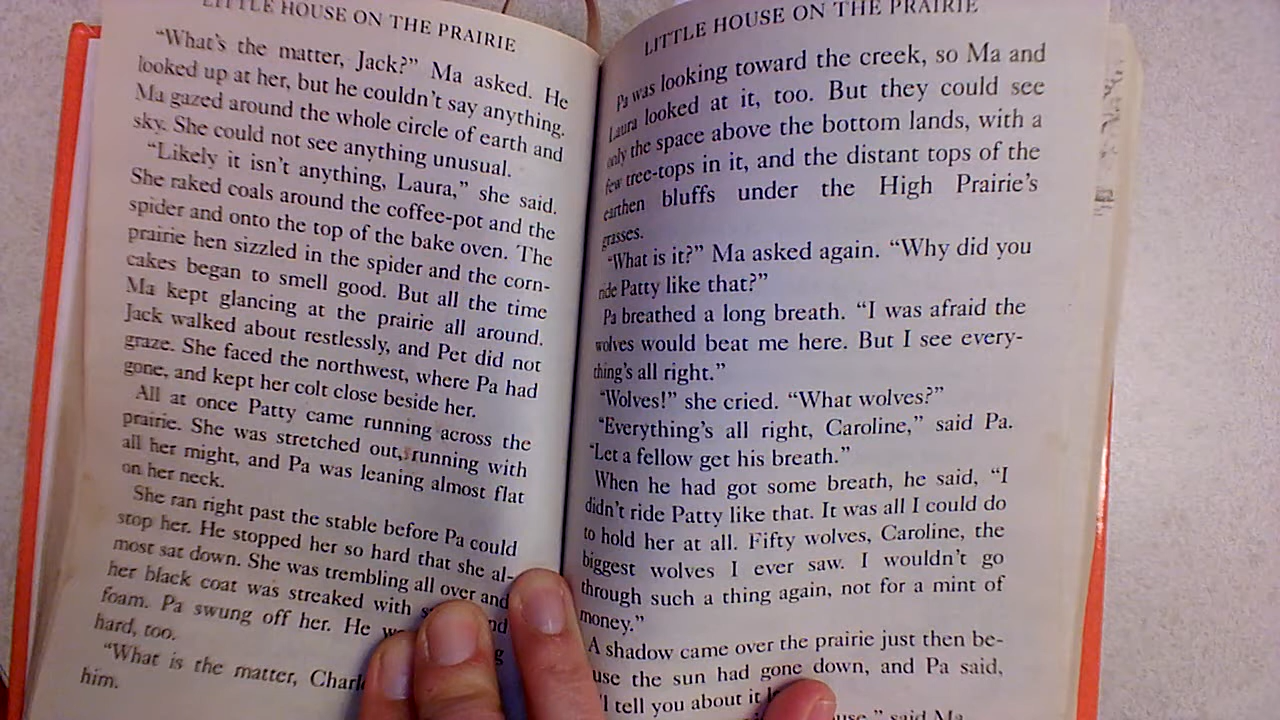 LITTLE HOUSE ON THE PRAIRIE
"What's the matter, Jack?" Ma asked. He
looked up at her, but he couldn't say anything.
Ma gazed around the whole circle of earth and
sky. She could not see anything unusual.
"Likely it isn't anything, Laura," she said.
She raked coals around the coffee-pot and the
spider and onto the top of the bake oven. The
prairie hen sizzled in the spider and the corn-
cakes began to smell good. But all the time
Ma kept glancing at the prairie all around.
Jack walked about restlessly, and Pet did not
graze. She faced the northwest, where Pa had
gone, and kept her colt close beside her.
All at once Patty came running across the
prairie. She was stretched out, running with
all her might, and Pa was leaning almost flat
on her neck.
She ran right past the stable before Pa could
stop her. He stopped her so hard that she al-
most sat down. She was trembling all over and
her black coat was streaked with
foam. Pa swung off her. He
hard, too.
"What is the matter,
him.
LITTLE HOUSE ON THE PRAIRIE
Pa was looking toward the creek, so Ma and
Laura looked at it, too. But they could see
only the space above the bottom lands, with a
few tree-tops in it, and the distant tops of the
earthen bluffs under the High Prairie's
grasses.
"What is it?" Ma asked again. "Why did you
ride Patty like that?"
Pa breathed a long breath. "I was afraid the
wolves would beat me here. But I see every-
thing's all right."
"Wolves!" she cried. "What wolves?"
"Everything's all right, Caroline," said Pa.
"Let a fellow get his breath."
When he had got some breath, he said, "I
didn't ride Patty like that. It was all I could do
to hold her at all. Fifty wolves, Caroline, the
biggest wolves I ever saw. I wouldn't go
through such a thing again, not for a mint of
money."
A shadow came over the prairie just then be-
use the sun had gone down, and Pa said,
'l tell you about it
use," said Ma